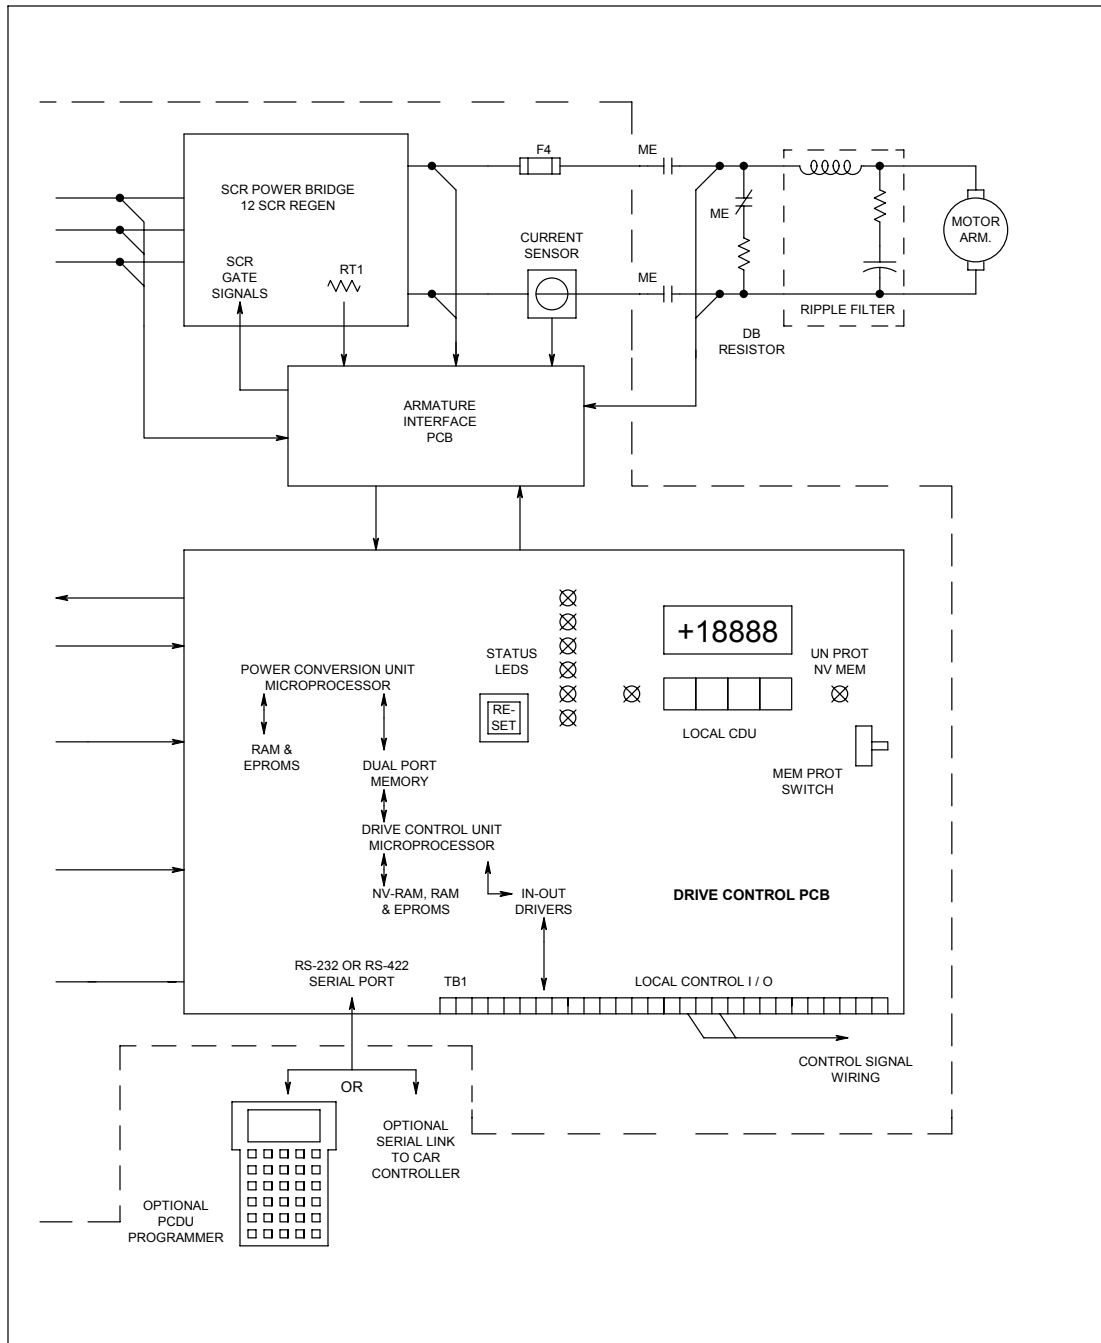 F4
ME
SCR POWER BRIDGE
12 SCR REGEN
ME
MOTOR
ARM.
CURRENT
SENSOR
SCR
GATE
SIGNALS
RT1
ME
RIPPLE FILTER
DB
RESISTOR
ARMATURE
INTERFACE
PCB
+18888
STATUS
LEDS
UN PROT
NV MEM
POWER CONVERSION UNIT
MICROPROCESSOR
RE-
SET
LOCAL CDU
RAM &
EPROMS
DUAL PORT
MEMORY
MEM PROT
SWITCH
DRIVE CONTROL UNIT
MICROPROCESSOR
NV-RAM, RAM
& EPROMS
IN-OUT
DRIVERS
DRIVE CONTROL PCB
RS-232 OR RS-422
SERIAL PORT
TB1
LOCAL CONTROL I / O
CONTROL SIGNAL
WIRING
OR
OPTIONAL
SERIAL LINK
TO CAR
CONTROLLER
OPTIONAL
PCDU
PROGRAMMER